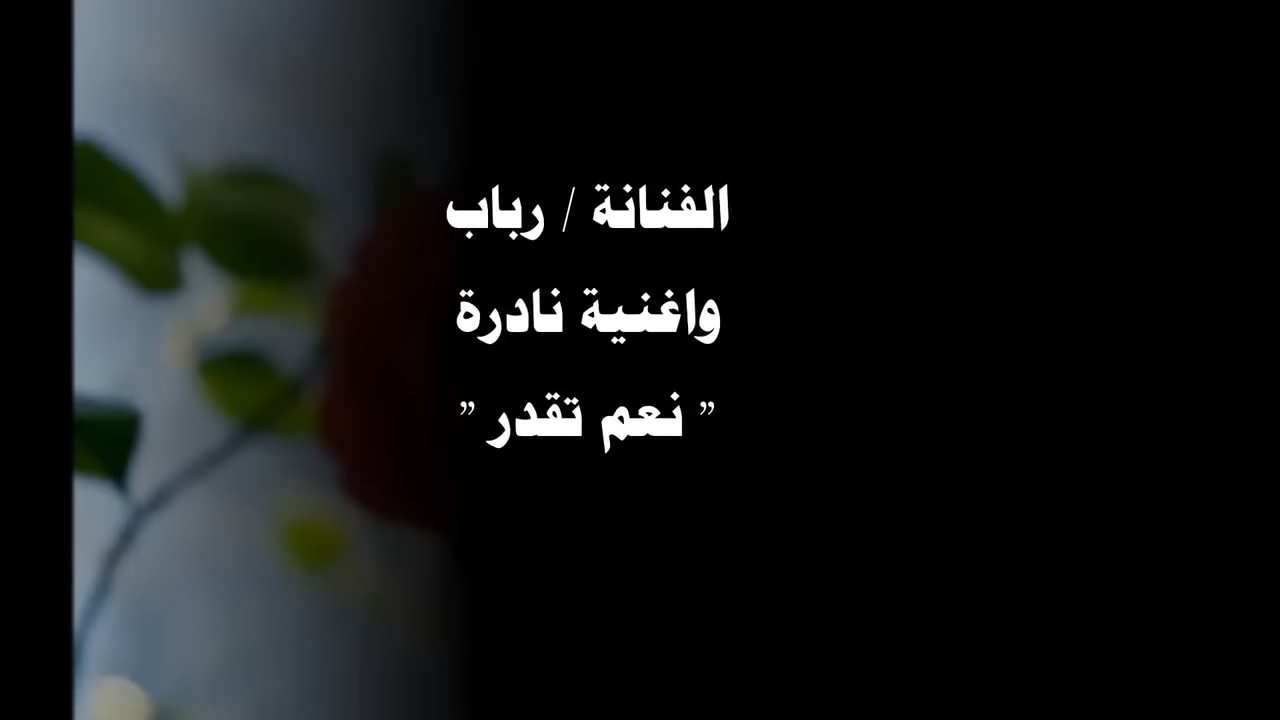 الفنانة / رباب
واغنية نادرة
” نعم تقدر ”